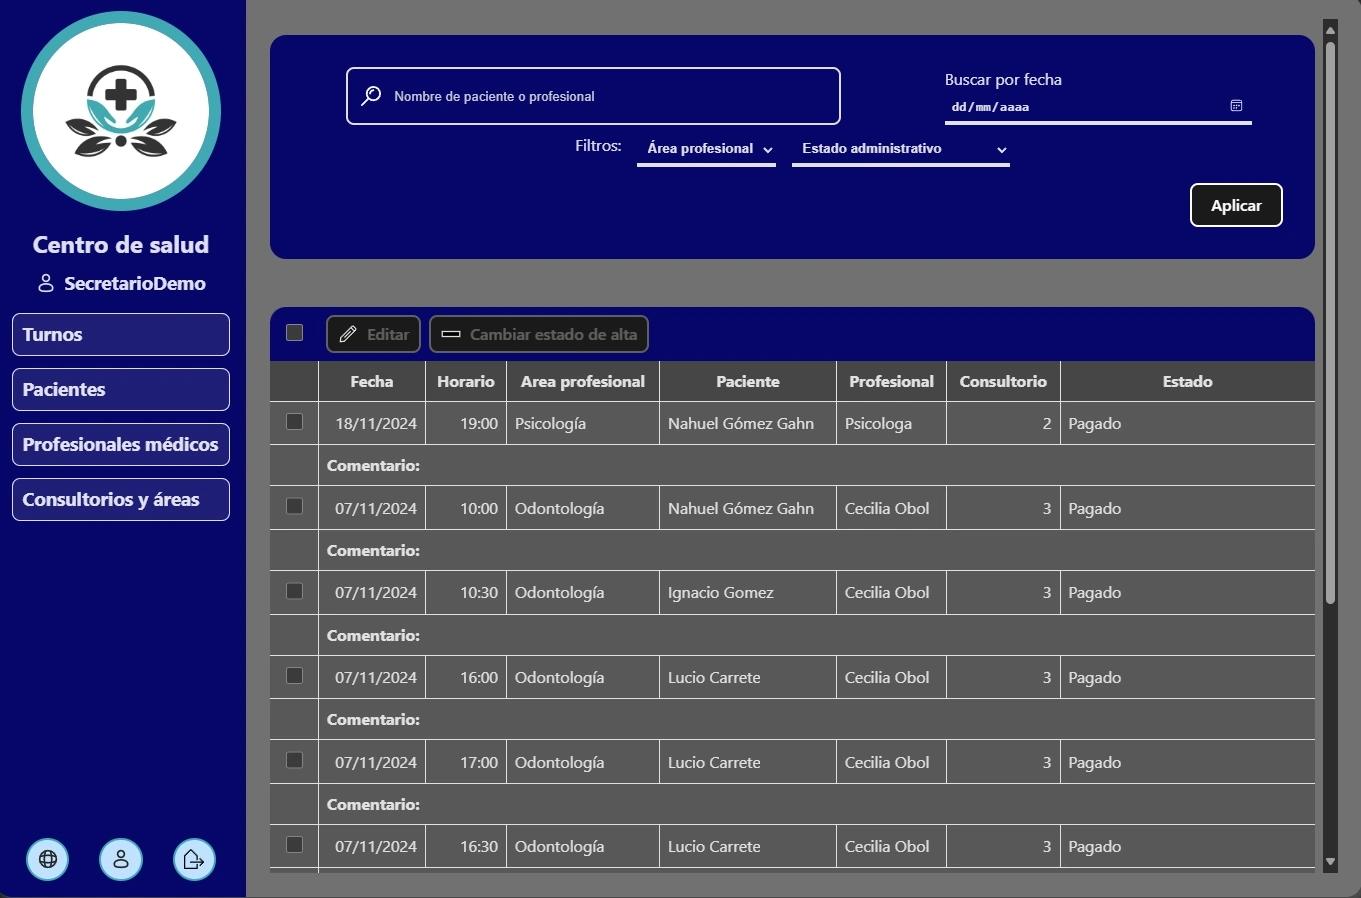 Centro de salud
SecretarioDemo
Turnos
Pacientes
Profesionales médicos
Consultorios y áreas
Nombre de paciente o profesional
Buscar por fecha
dd/mm/aaaa
Filtros: Área profesional Estado administrativo
Aplicar
Editar Cambiar estado de alta
Fecha Horario Area profesional Paciente Profesional Consultorio Estado
18/11/2024 19:00 Psicología Nahuel Gómez Gahn Psicologa 2 Pagado
Comentario:
07/11/2024 10:00 Odontología Nahuel Gómez Gahn Cecilia Obol 3 Pagado
Comentario:
07/11/2024 10:30 Odontología Ignacio Gomez Cecilia Obol 3 Pagado
Comentario:
07/11/2024 16:00 Odontología Lucio Carrete Cecilia Obol 3 Pagado
Comentario:
07/11/2024 17:00 Odontología Lucio Carrete Cecilia Obol 3 Pagado
Comentario:
07/11/2024 16:30 Odontología Lucio Carrete Cecilia Obol 3 Pagado